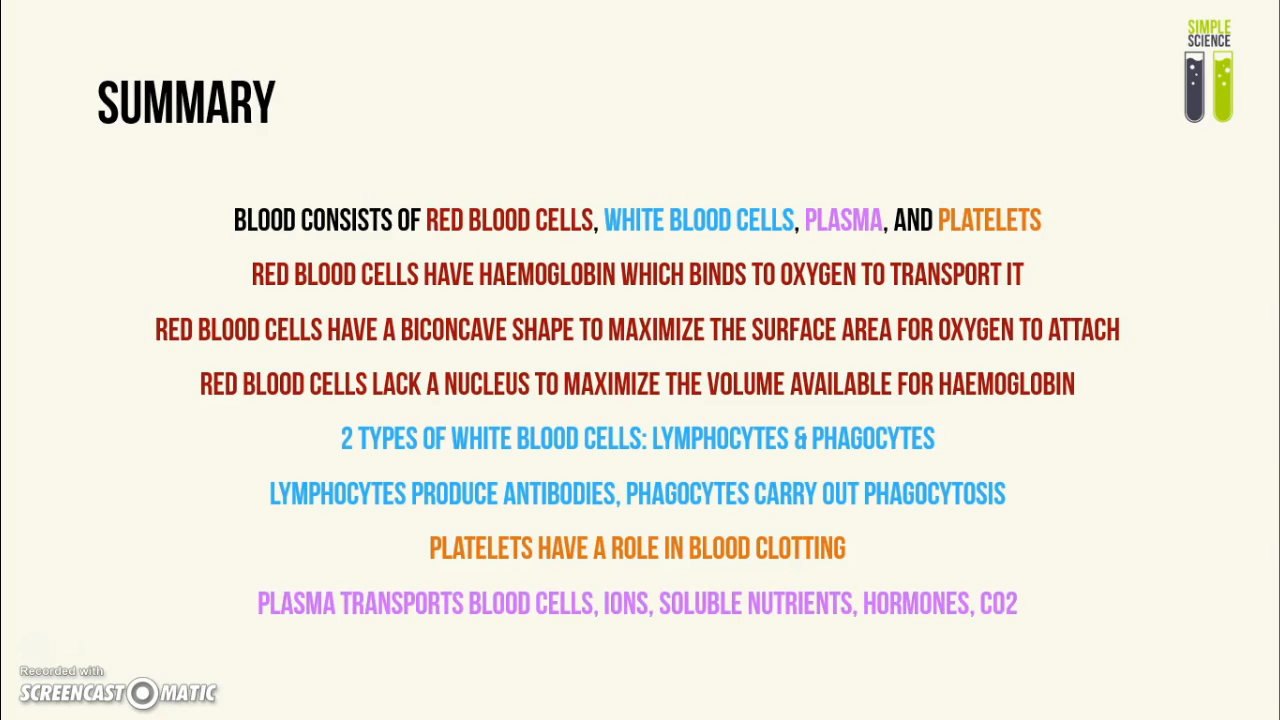 SIMPLE
SCIENCE
SUMMARY
BLOOD CONSISTS OF RED BLOOD CELLS, WHITE BLOOD CELLS, PLASMA, AND PLATELETS
RED BLOOD CELLS HAVE HAEMOGLOBIN WHICH BINDS TO OXYGEN TO TRANSPORT IT
RED BLOOD CELLS HAVE A BICONCAVE SHAPE TO MAXIMIZE THE SURFACE AREA FOR OXYGEN TO ATTACH
RED BLOOD CELLS LACK A NUCLEUS TO MAXIMIZE THE VOLUME AVAILABLE FOR HAEMOGLOBIN
2 TYPES OF WHITE BLOOD CELLS: LYMPHOCYTES & PHAGOCYTES
LYMPHOCYTES PRODUCE ANTIBODIES, PHAGOCYTES CARRY OUT PHAGOCYTOSIS
PLATELETS HAVE A ROLE IN BLOOD CLOTTING
PLASMA TRANSPORTS BLOOD CELLS, IONS, SOLUBLE NUTRIENTS, HORMONES, CO2
Recorded with
SCREENCAST MATIC